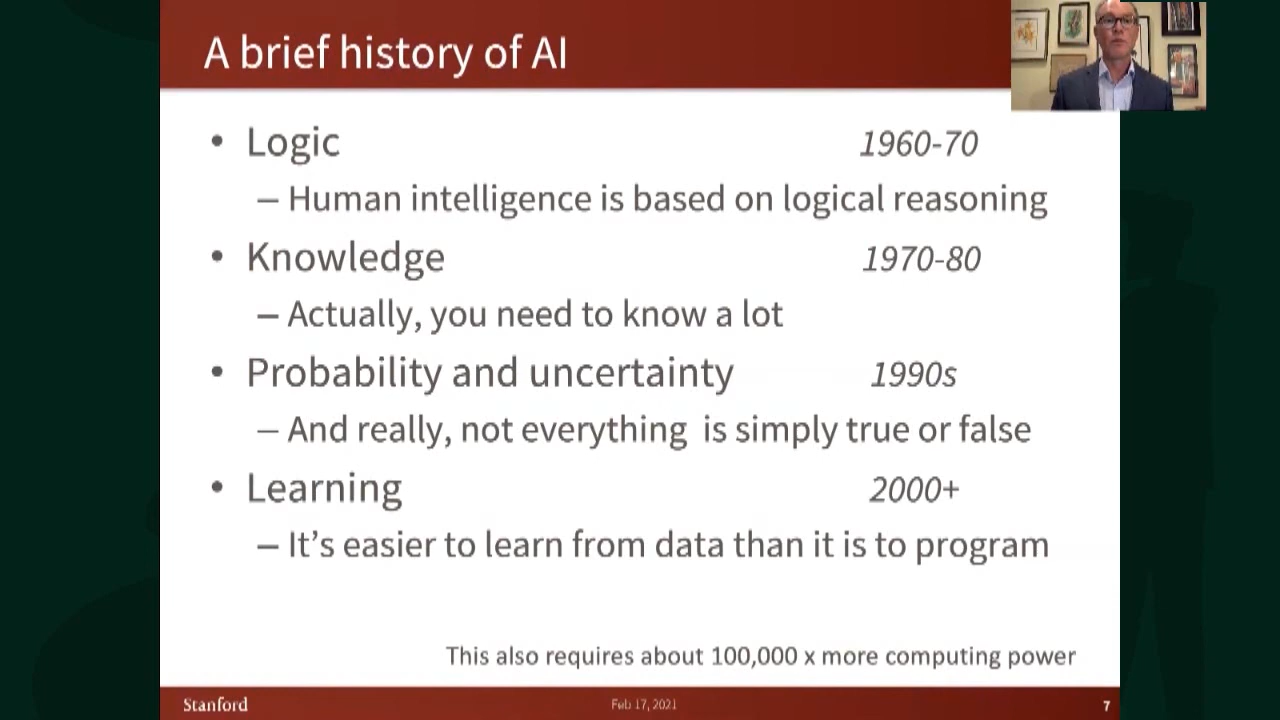 A brief history of AI
• Logic 1960-70
– Human intelligence is based on logical reasoning
• Knowledge 1970-80
– Actually, you need to know a lot
• Probability and uncertainty 1990s
– And really, not everything is simply true or false
• Learning 2000+
– It's easier to learn from data than it is to program
This also requires about 100,000 x more computing power
Stanford Feb 17, 2021 7